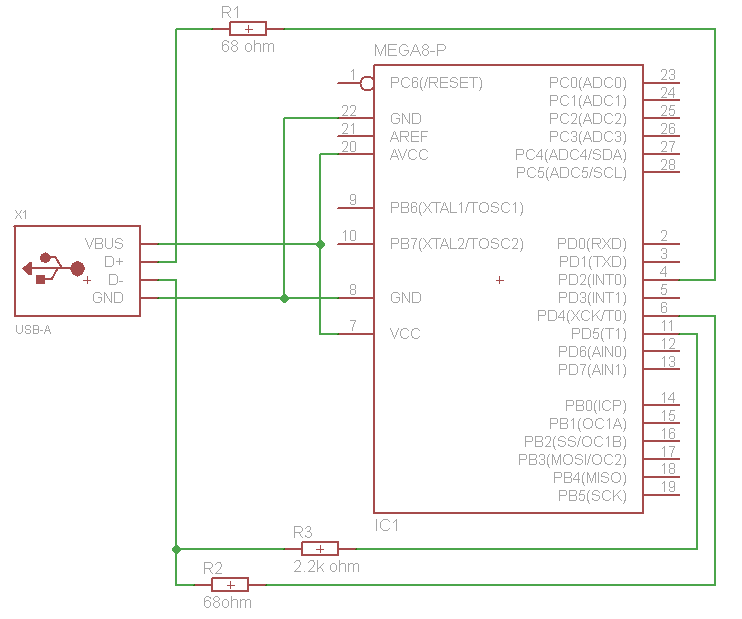 R1
68 ohm
MEGA8-P
1 PC6(/RESET) PC0(ADC0) 23
PC1(ADC1) 24
22 GND PC2(ADC2) 25
21 AREF PC3(ADC3) 26
20 AVCC PC4(ADC4/SDA) 27
PC5(ADC5/SCL) 28
9 PB6(XTAL1/TOSC1)
X1
VBUS 10 PB7(XTAL2/TOSC2) PD0(RXD) 2
D+ PD1(TXD) 3
D- PD2(INT0) 4
GND 8 GND PD3(INT1) 5
PD4(XCK/T0) 6
USB-A 7 VCC PD5(T1) 11
PD6(AIN0) 12
PD7(AIN1) 13
PB0(ICP) 14
PB1(OC1A) 15
PB2(SS/OC1B) 16
PB3(MOSI/OC2) 17
PB4(MISO) 18
PB5(SCK) 19
IC1
R3
2.2k ohm
R2
68ohm